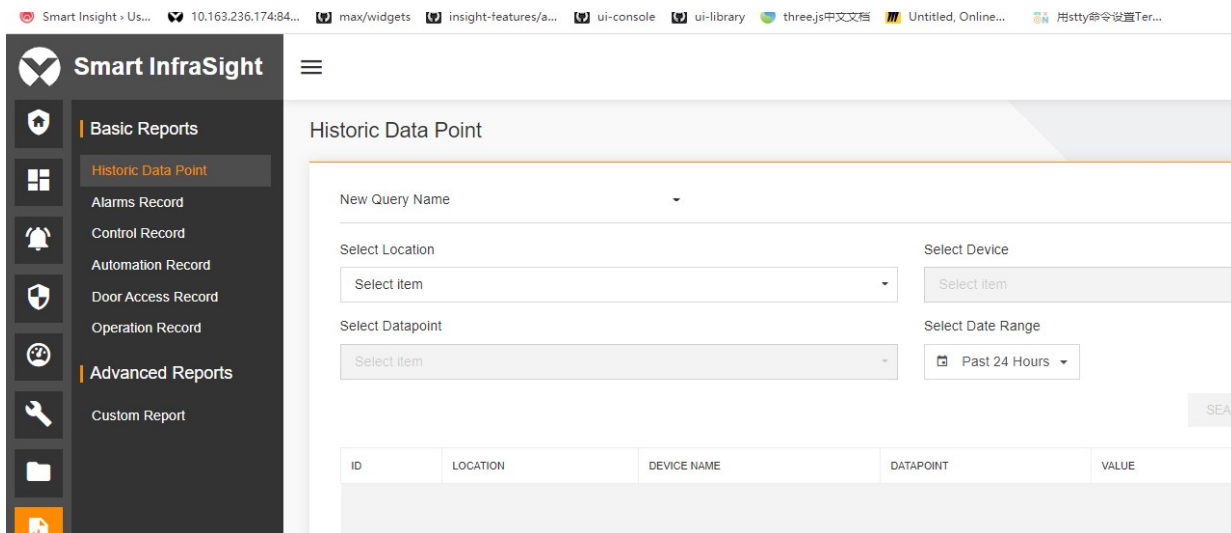 Smart Insight › Us... 10.163.236.174:84... max/widgets insight-features/a... ui-console ui-library three.js中文文档 Untitled, Online... 用stty命令设置Ter...
Smart InfraSight
Basic Reports
Historic Data Point
Alarms Record
Control Record
Automation Record
Door Access Record
Operation Record
Advanced Reports
Custom Report
Historic Data Point
New Query Name
Select Location Select Device
Select item Select item
Select Datapoint Select Date Range
Select item Past 24 Hours
SEA
ID LOCATION DEVICE NAME DATAPOINT VALUE